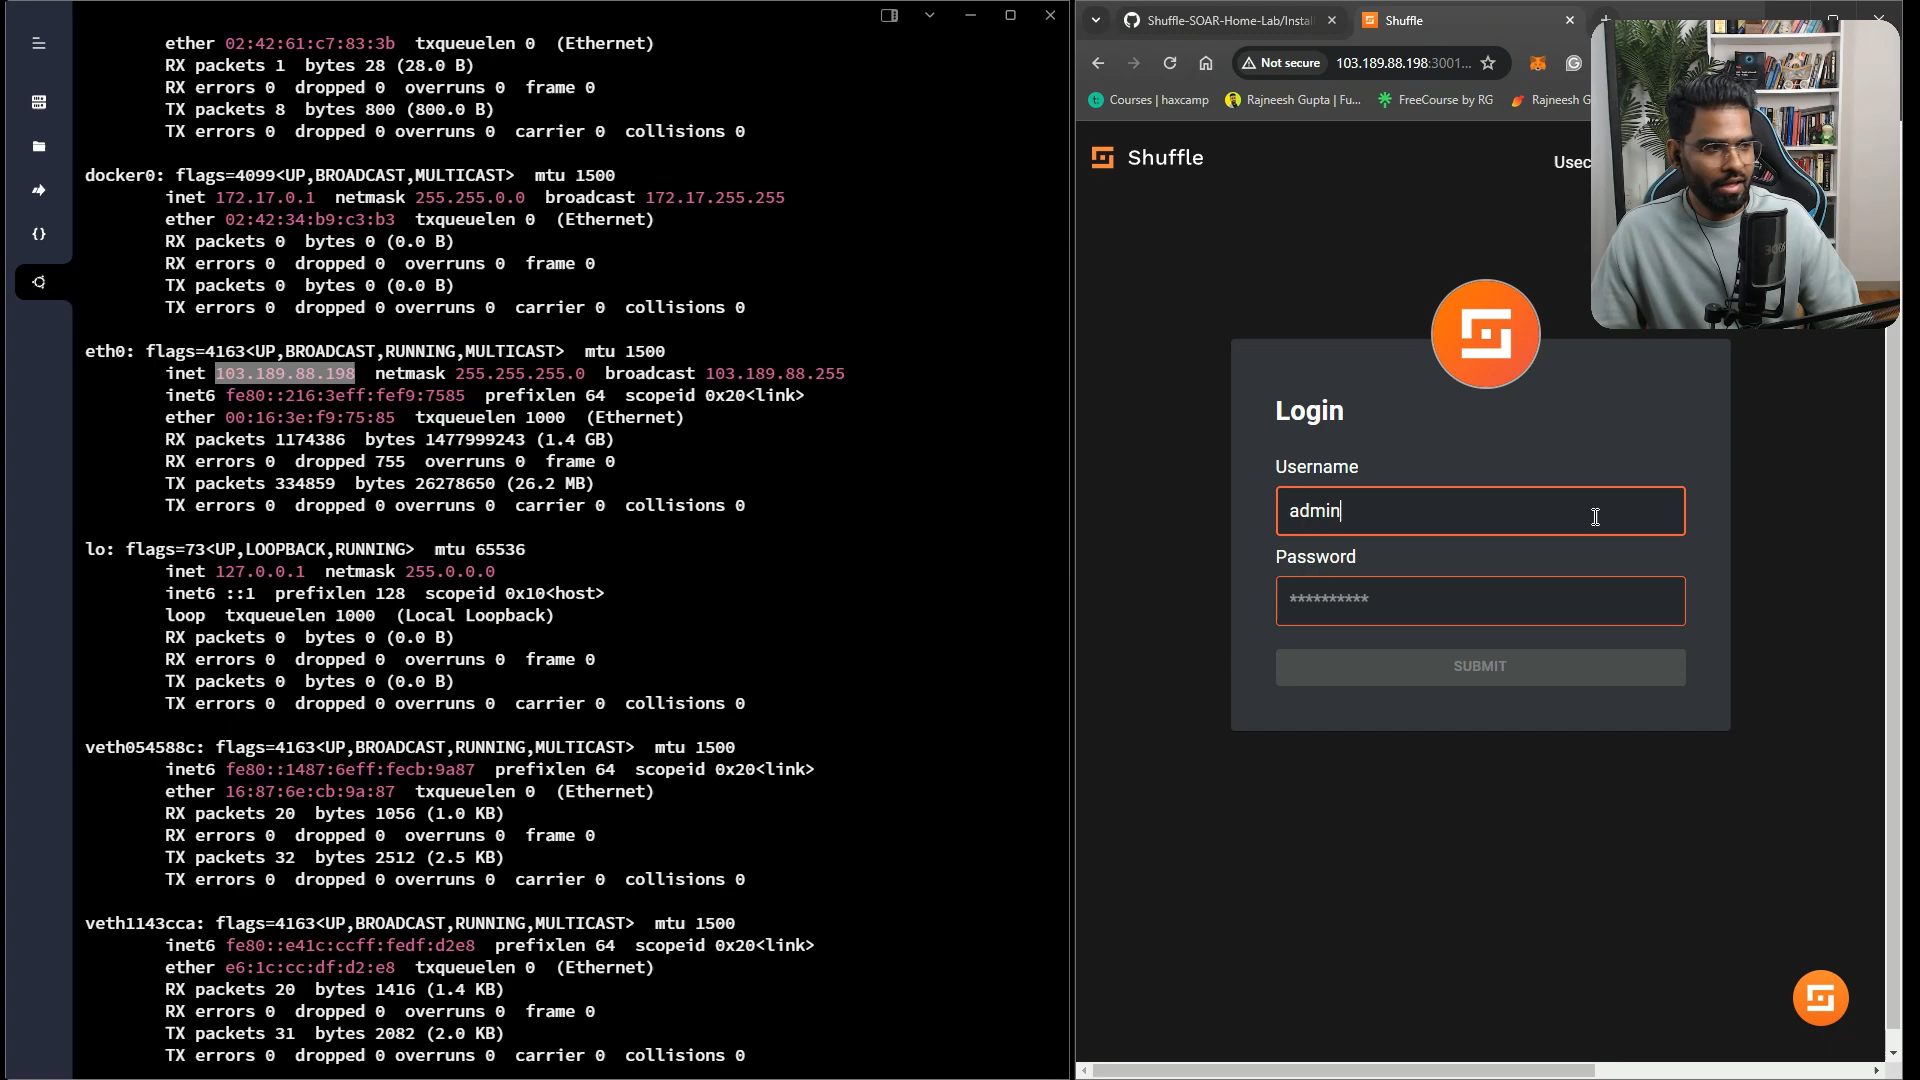 ether 02:42:61:c7:83:3b txqueuelen 0 (Ethernet)
RX packets 1 bytes 28 (28.0 B)
RX errors 0 dropped 0 overruns 0 frame 0
TX packets 8 bytes 800 (800.0 B)
TX errors 0 dropped 0 overruns 0 carrier 0 collisions 0
docker0: flags=4099<UP,BROADCAST,MULTICAST> mtu 1500
inet 172.17.0.1 netmask 255.255.0.0 broadcast 172.17.255.255
ether 02:42:34:b9:c3:b3 txqueuelen 0 (Ethernet)
RX packets 0 bytes 0 (0.0 B)
RX errors 0 dropped 0 overruns 0 frame 0
TX packets 0 bytes 0 (0.0 B)
TX errors 0 dropped 0 overruns 0 carrier 0 collisions 0
eth0: flags=4163<UP,BROADCAST,RUNNING,MULTICAST> mtu 1500
inet 103.189.88.198 netmask 255.255.255.0 broadcast 103.189.88.255
inet6 fe80::216:3eff:fef9:7585 prefixlen 64 scopeid 0x20<link>
ether 00:16:3e:f9:75:85 txqueuelen 1000 (Ethernet)
RX packets 1174386 bytes 1477999243 (1.4 GB)
RX errors 0 dropped 755 overruns 0 frame 0
TX packets 334859 bytes 26278650 (26.2 MB)
TX errors 0 dropped 0 overruns 0 carrier 0 collisions 0
lo: flags=73<UP,LOOPBACK,RUNNING> mtu 65536
inet 127.0.0.1 netmask 255.0.0.0
inet6 ::1 prefixlen 128 scopeid 0x10<host>
loop txqueuelen 1000 (Local Loopback)
RX packets 0 bytes 0 (0.0 B)
RX errors 0 dropped 0 overruns 0 frame 0
TX packets 0 bytes 0 (0.0 B)
TX errors 0 dropped 0 overruns 0 carrier 0 collisions 0
veth054588c: flags=4163<UP,BROADCAST,RUNNING,MULTICAST> mtu 1500
inet6 fe80::1487:6eff:fecb:9a87 prefixlen 64 scopeid 0x20<link>
ether 16:87:6e:cb:9a:87 txqueuelen 0 (Ethernet)
RX packets 20 bytes 1056 (1.0 KB)
RX errors 0 dropped 0 overruns 0 frame 0
TX packets 32 bytes 2512 (2.5 KB)
TX errors 0 dropped 0 overruns 0 carrier 0 collisions 0
veth1143cca: flags=4163<UP,BROADCAST,RUNNING,MULTICAST> mtu 1500
inet6 fe80::e41c:ccff:fedf:d2e8 prefixlen 64 scopeid 0x20<link>
ether e6:1c:cc:df:d2:e8 txqueuelen 0 (Ethernet)
RX packets 20 bytes 1416 (1.4 KB)
RX errors 0 dropped 0 overruns 0 frame 0
TX packets 31 bytes 2082 (2.0 KB)
TX errors 0 dropped 0 overruns 0 carrier 0 collisions 0
Shuffle-SOAR-Home-Lab/Instal
Shuffle
Not secure 103.189.88.198:3001...
Courses | haxcamp Rajneesh Gupta | Fu... FreeCourse by RG Rajneesh G
Shuffle
Usec
Login
Username
admin
Password
**********
SUBMIT